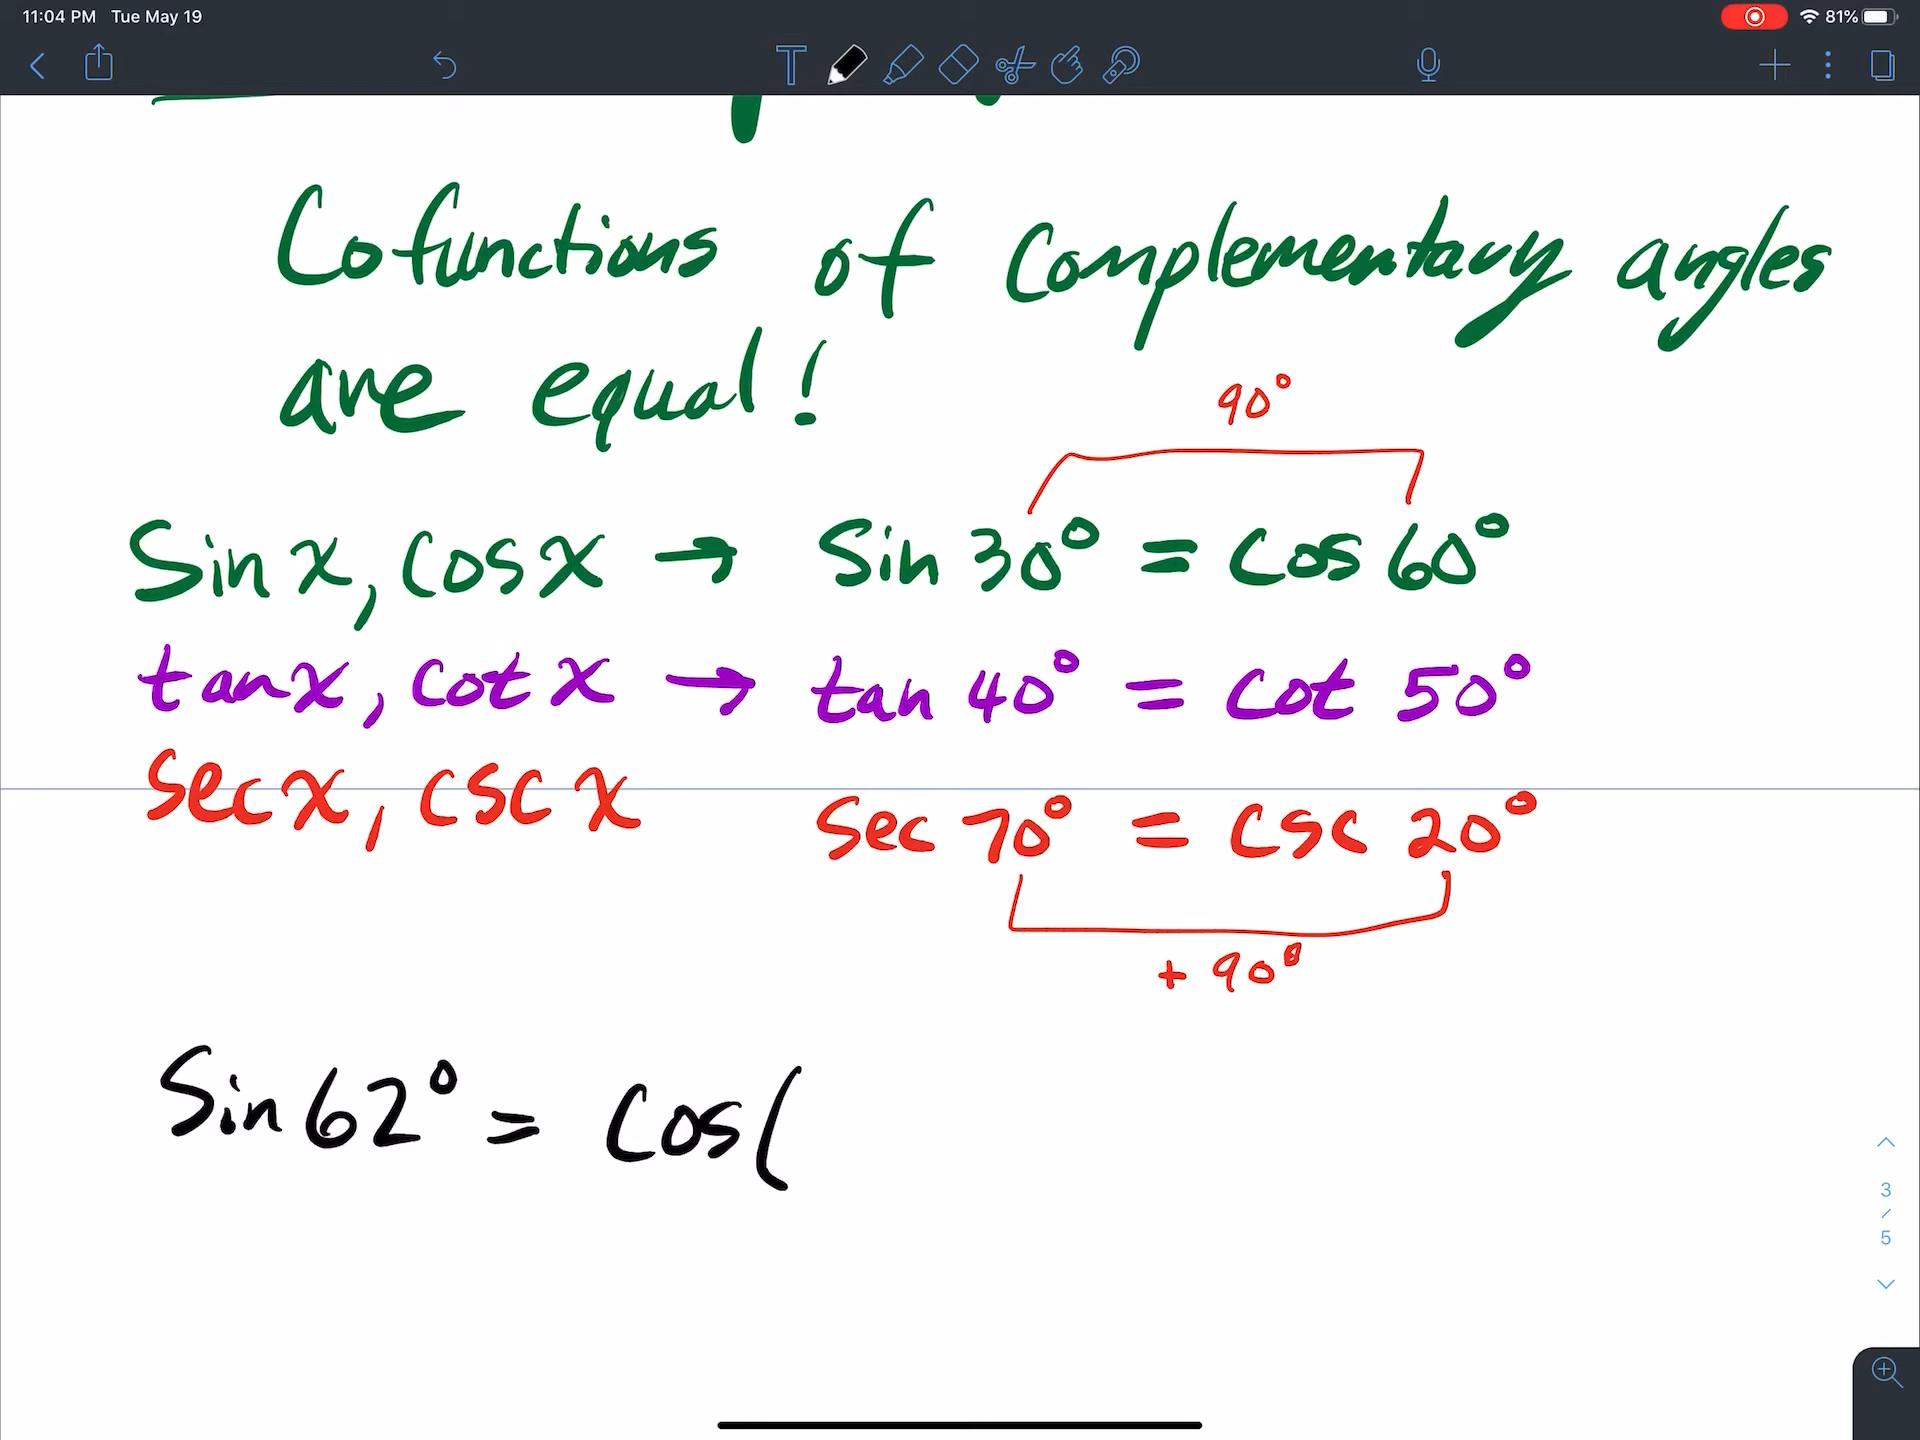 11:04 PM Tue May 19
81%
Cofunctions of Complementary angles
are equal!
90°
Sin x, Cos x → Sin 30° = Cos 60°
tan x, cot x → tan 40° = cot 50°
Sec x, csc x Sec 70° = csc 20°
+ 90°
Sin 62° = Cos(
3
/
5